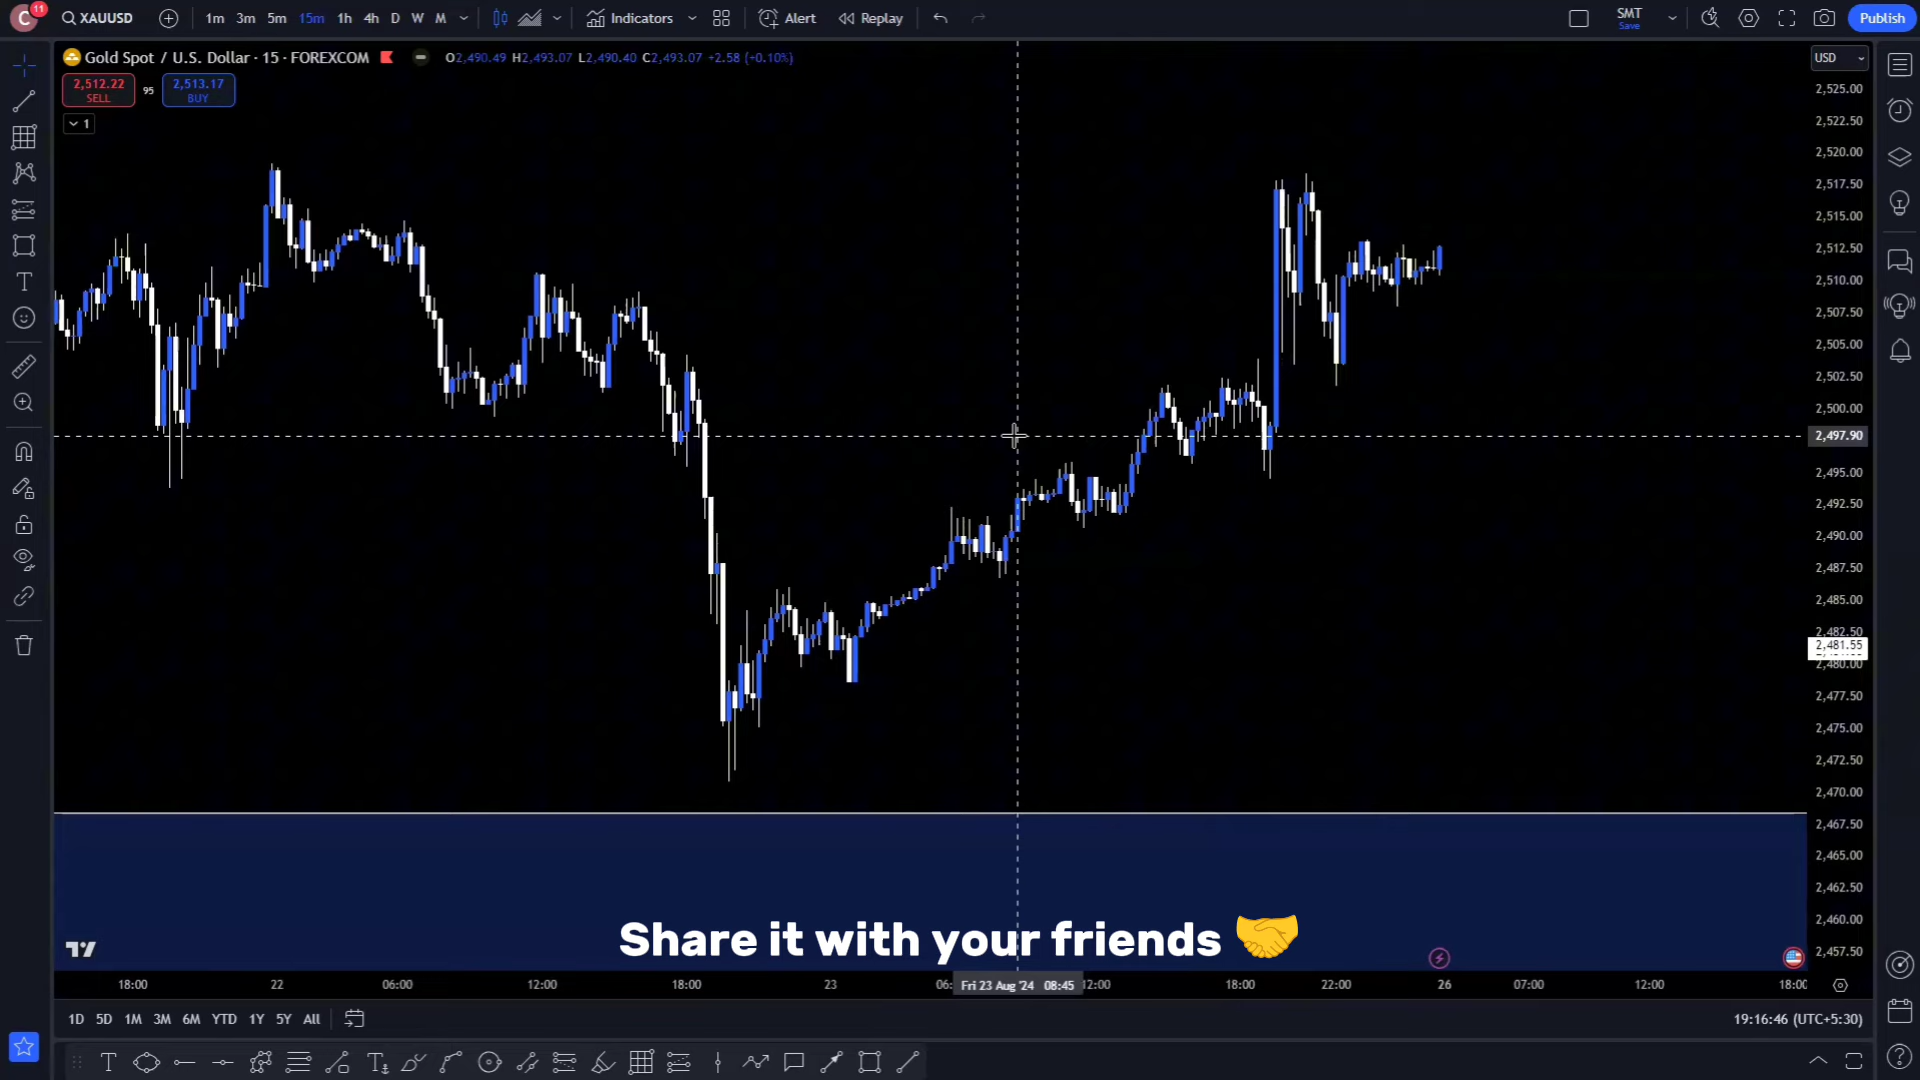 C
11
XAUUSD
1m 3m 5m 15m 1h 4h D W M
Indicators
Alert
Replay
SMT
Save
Publish
Gold Spot / U.S. Dollar · 15 · FOREXCOM
O2,490.49 H2,493.07 L2,490.40 C2,493.07 +2.58 (+0.10%)
USD
2,512.22
SELL
95
2,513.17
BUY
1
2,525.00
2,522.50
2,520.00
2,517.50
2,515.00
2,512.50
2,510.00
2,507.50
2,505.00
2,502.50
2,500.00
2,497.90
2,495.00
2,492.50
2,490.00
2,487.50
2,485.00
2,482.50
2,481.55
2,480.00
2,477.50
2,475.00
2,472.50
2,470.00
2,467.50
2,465.00
2,462.50
2,460.00
2,457.50
Share it with your friends 🤝
18:00 22 06:00 12:00 18:00 23 06: Fri 23 Aug '24 08:45 12:00 18:00 22:00 26 07:00 12:00 18:00
1D 5D 1M 3M 6M YTD 1Y 5Y All
19:16:46 (UTC+5:30)